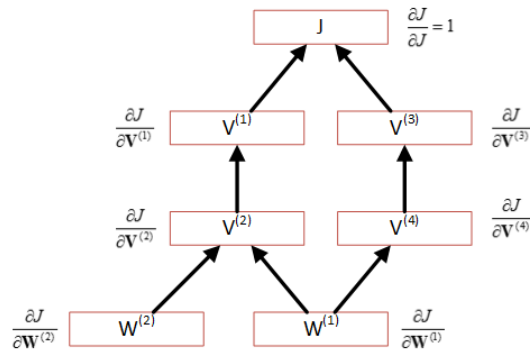 J ∂J/∂J = 1
∂J/∂V⁽¹⁾ V⁽¹⁾ V⁽³⁾ ∂J/∂V⁽³⁾
∂J/∂V⁽²⁾ V⁽²⁾ V⁽⁴⁾ ∂J/∂V⁽⁴⁾
∂J/∂W⁽²⁾ W⁽²⁾ W⁽¹⁾ ∂J/∂W⁽¹⁾